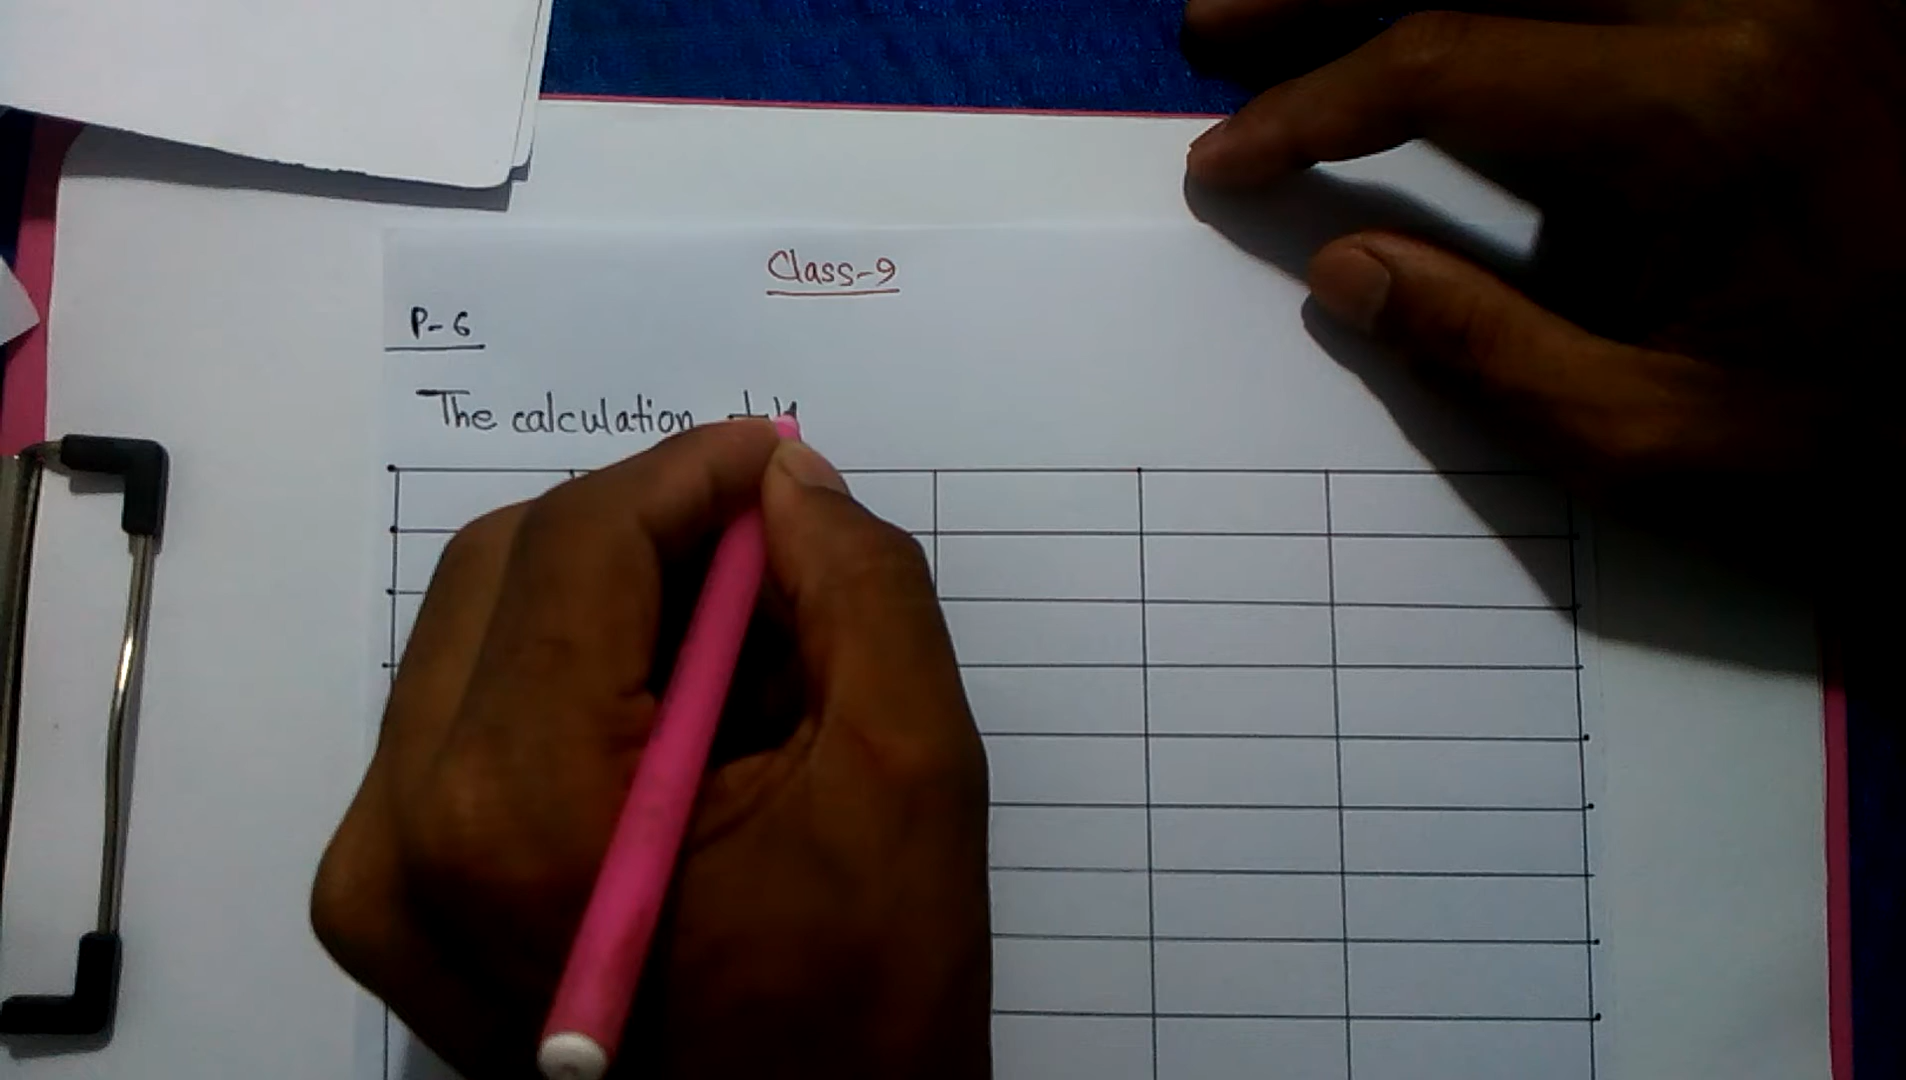 Class-9
P-6
The calculation